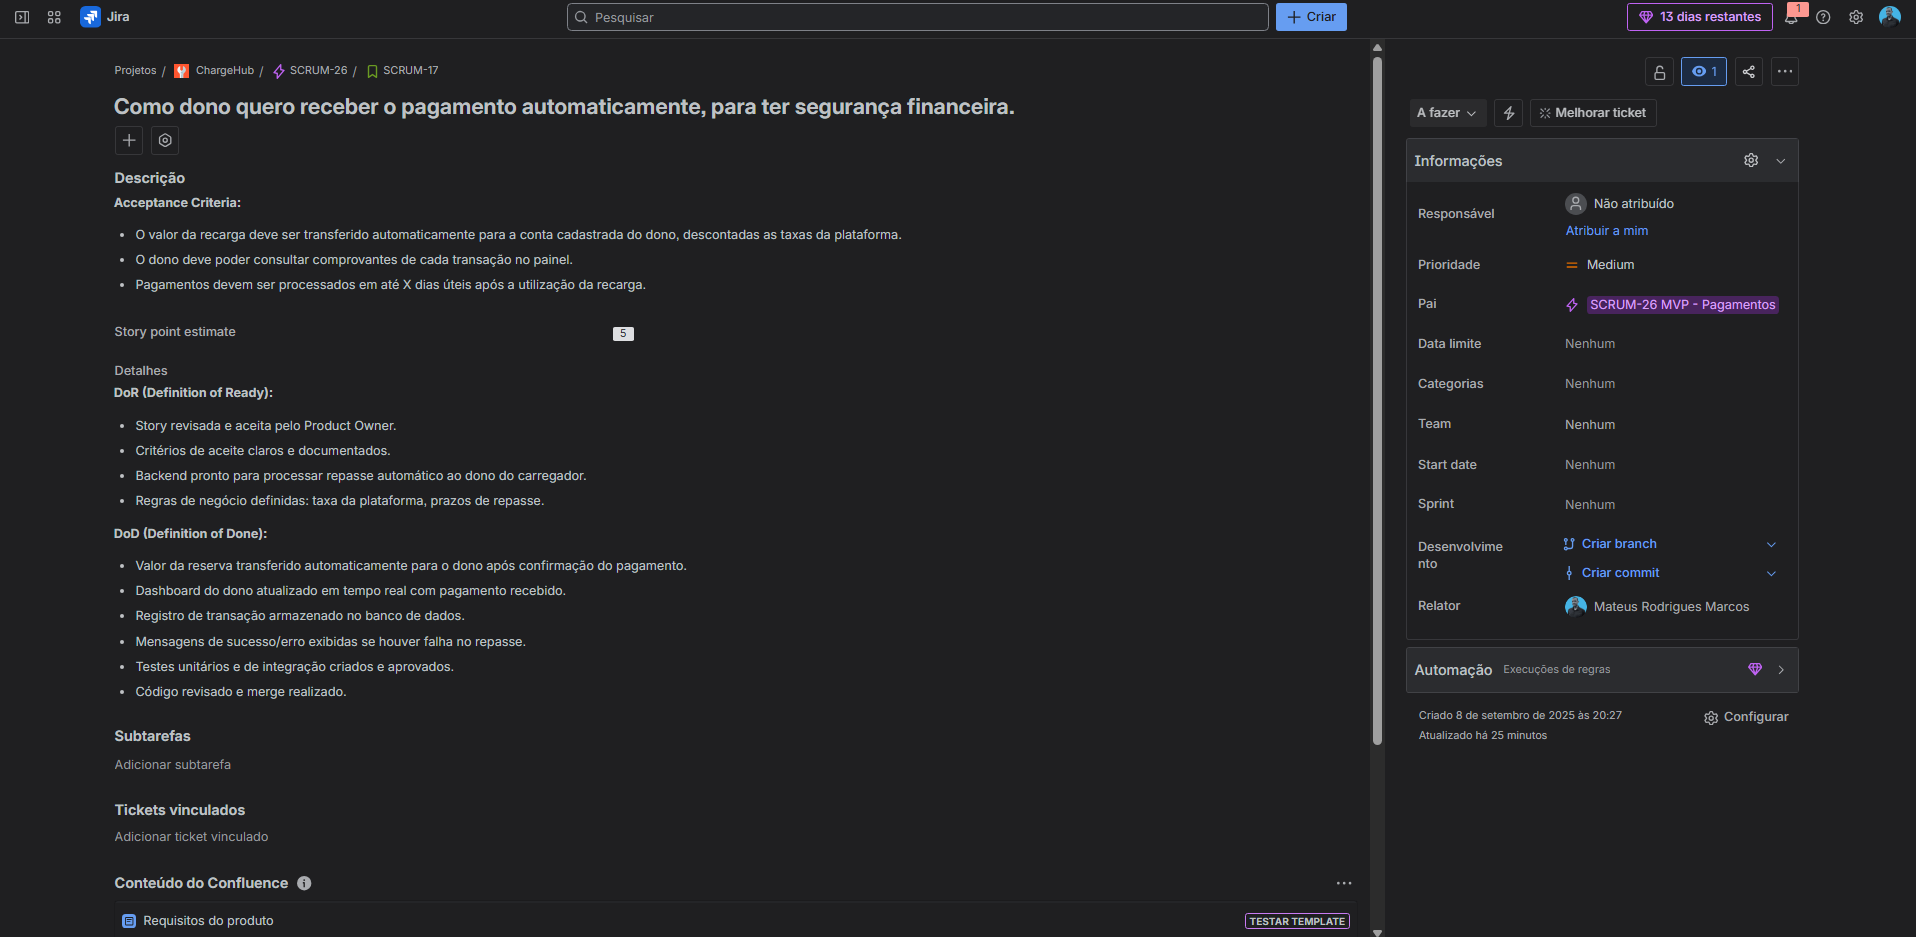 Jira
Pesquisar
Criar
13 dias restantes
1
Projetos / ChargeHub / SCRUM-26 / SCRUM-17
1
Como dono quero receber o pagamento automaticamente, para ter segurança financeira.
A fazer
Melhorar ticket
Descrição
Acceptance Criteria:
• O valor da recarga deve ser transferido automaticamente para a conta cadastrada do dono, descontadas as taxas da plataforma.
• O dono deve poder consultar comprovantes de cada transação no painel.
• Pagamentos devem ser processados em até X dias úteis após a utilização da recarga.
Story point estimate
5
Detalhes
DoR (Definition of Ready):
• Story revisada e aceita pelo Product Owner.
• Critérios de aceite claros e documentados.
• Backend pronto para processar repasse automático ao dono do carregador.
• Regras de negócio definidas: taxa da plataforma, prazos de repasse.
DoD (Definition of Done):
• Valor da reserva transferido automaticamente para o dono após confirmação do pagamento.
• Dashboard do dono atualizado em tempo real com pagamento recebido.
• Registro de transação armazenado no banco de dados.
• Mensagens de sucesso/erro exibidas se houver falha no repasse.
• Testes unitários e de integração criados e aprovados.
• Código revisado e merge realizado.
Subtarefas
Adicionar subtarefa
Tickets vinculados
Adicionar ticket vinculado
Conteúdo do Confluence
Requisitos do produto
TESTAR TEMPLATE
Informações
Responsável
Não atribuído
Atribuir a mim
Prioridade
Medium
Pai
SCRUM-26 MVP - Pagamentos
Data limite
Nenhum
Categorias
Nenhum
Team
Nenhum
Start date
Nenhum
Sprint
Nenhum
Desenvolvime
nto
Criar branch
Criar commit
Relator
Mateus Rodrigues Marcos
Automação
Execuções de regras
Criado 8 de setembro de 2025 às 20:27
Atualizado há 25 minutos
Configurar